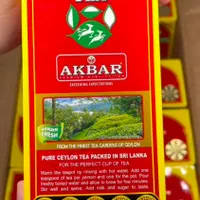 AKBAR
EXCEEDING EXPECTATIONS
GARDEN
FRESH
FROM THE FINEST TEA GARDENS OF CEYLON
PURE CEYLON TEA PACKED IN SRI LANKA
FOR THE PERFECT CUP OF TEA
Warm the teapot by rinsing with hot water. Add one
teaspoon of tea per person and one for the pot. Pour
freshly boiled water and allow to brew for five minutes.
Stir well and serve. Add milk and sugar to taste.